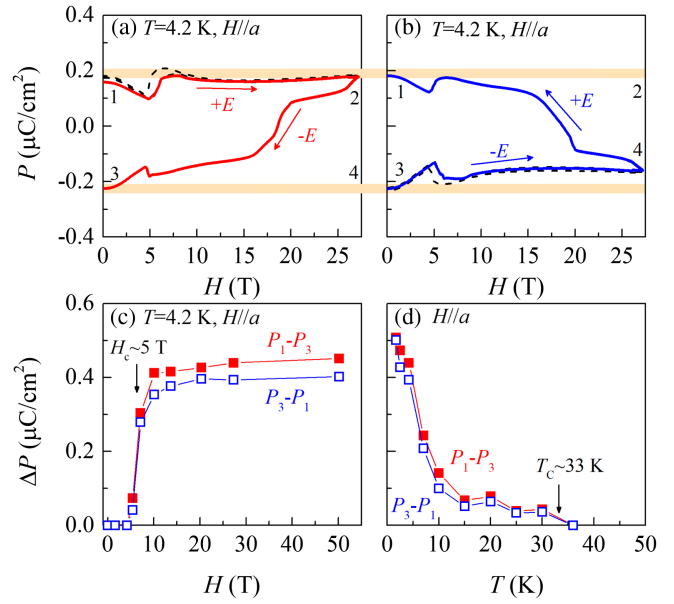 (a) T=4.2 K, H//a
(b) T=4.2 K, H//a
0.4
0.2
0.0
-0.2
-0.4
P (μC/cm²)
1
2
3
4
+E
-E
1
2
3
4
+E
-E
0 5 10 15 20 25
H (T)
0 5 10 15 20 25
H (T)
(c) T=4.2 K, H//a
(d) H//a
0.6
0.4
0.2
0.0
ΔP (μC/cm²)
Hc~5 T
P1-P3
P3-P1
P1-P3
TC~33 K
P3-P1
0 10 20 30 40 50
H (T)
0 10 20 30 40 50
T (K)